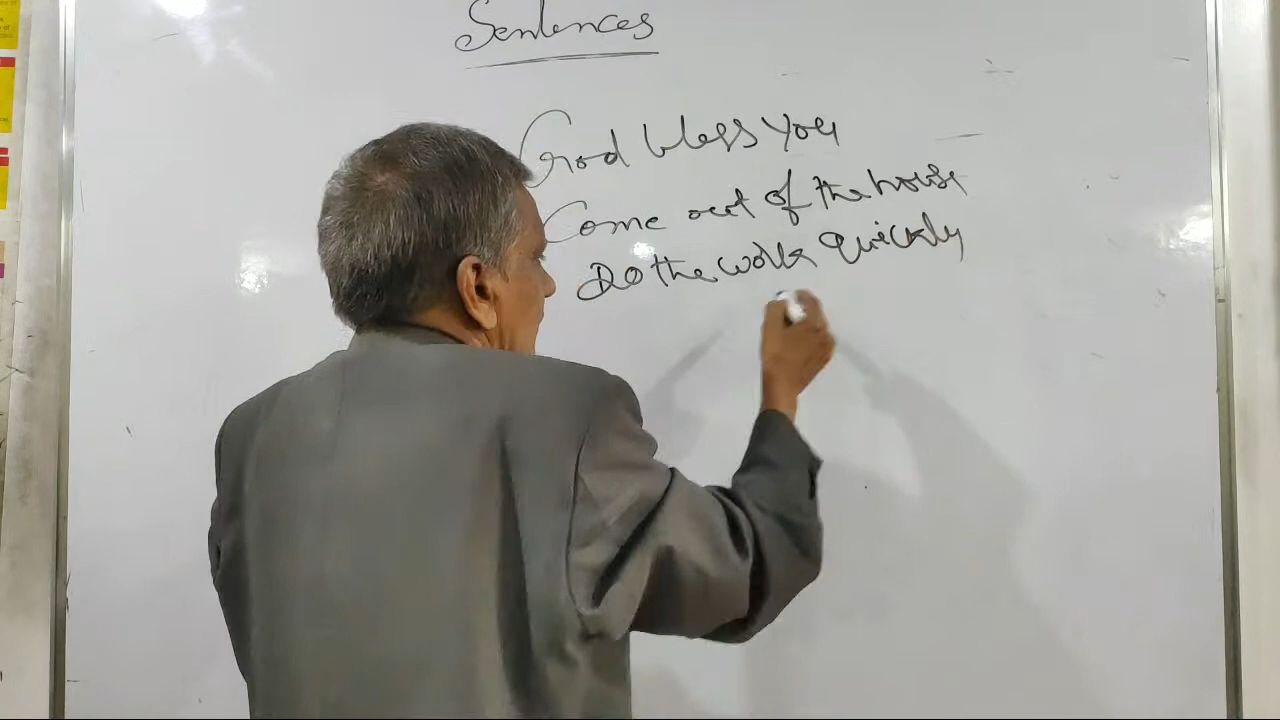 Sentences
God bless you
Come out of the house
Do the work quickly